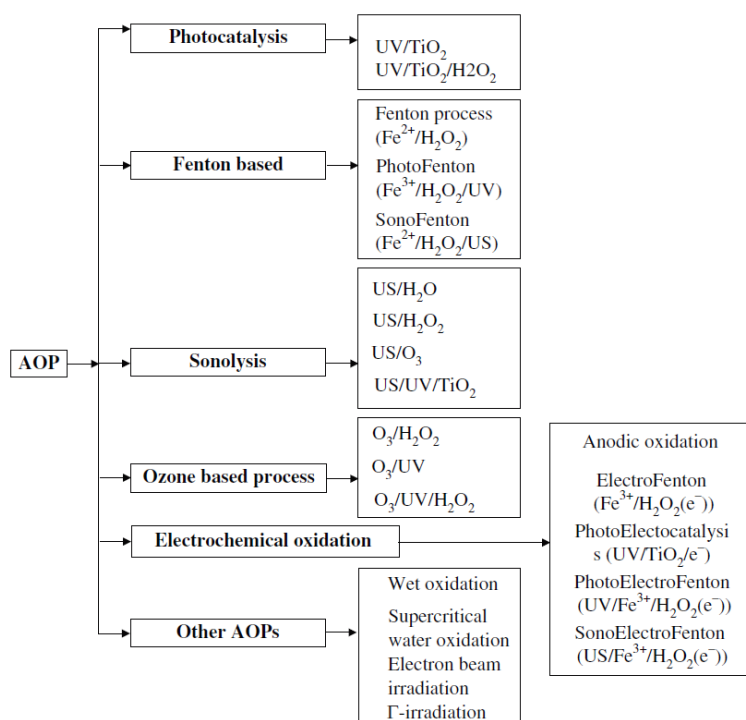 AOP
Photocatalysis
UV/TiO₂
UV/TiO₂/H2O₂
Fenton based
Fenton process
(Fe²⁺/H₂O₂)
PhotoFenton
(Fe³⁺/H₂O₂/UV)
SonoFenton
(Fe²⁺/H₂O₂/US)
Sonolysis
US/H₂O
US/H₂O₂
US/O₃
US/UV/TiO₂
Ozone based process
O₃/H₂O₂
O₃/UV
O₃/UV/H₂O₂
Electrochemical oxidation
Anodic oxidation
ElectroFenton
(Fe³⁺/H₂O₂(e⁻))
PhotoElectocatalysi
s (UV/TiO₂/e⁻)
PhotoElectroFenton
(UV/Fe³⁺/H₂O₂(e⁻))
SonoElectroFenton
(US/Fe³⁺/H₂O₂(e⁻))
Other AOPs
Wet oxidation
Supercritical
water oxidation
Electron beam
irradiation
Γ-irradiation